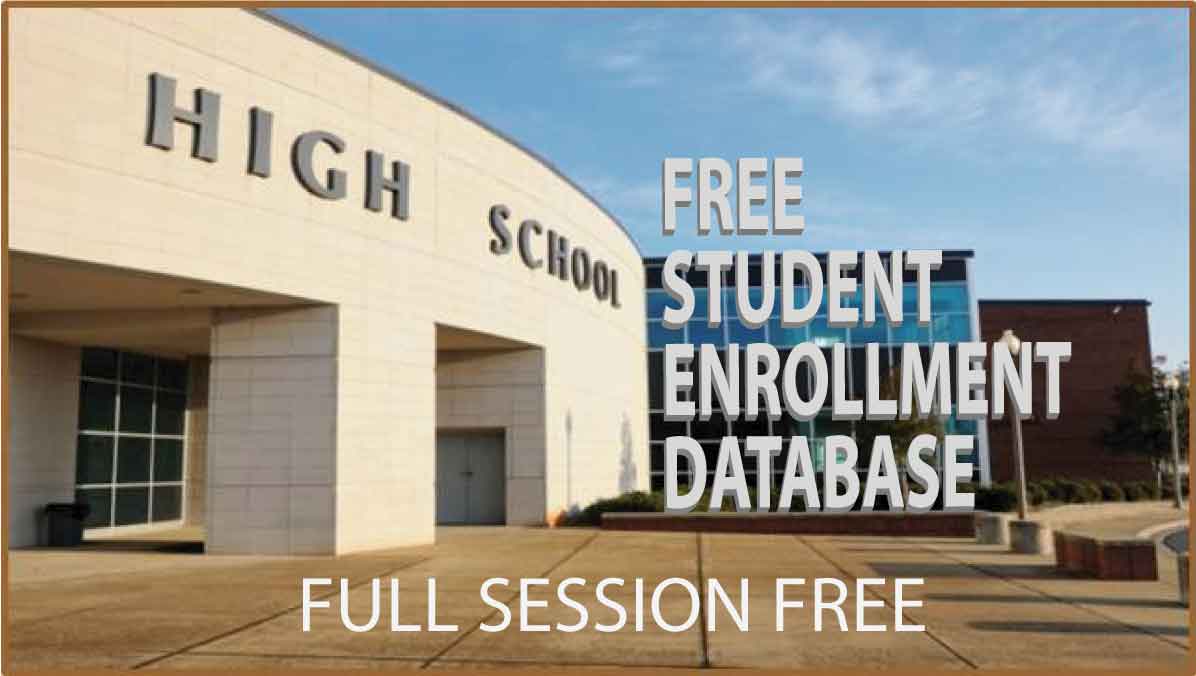 HIGH SCHOOL
FREE
STUDENT
ENROLLMENT
DATABASE
FULL SESSION FREE